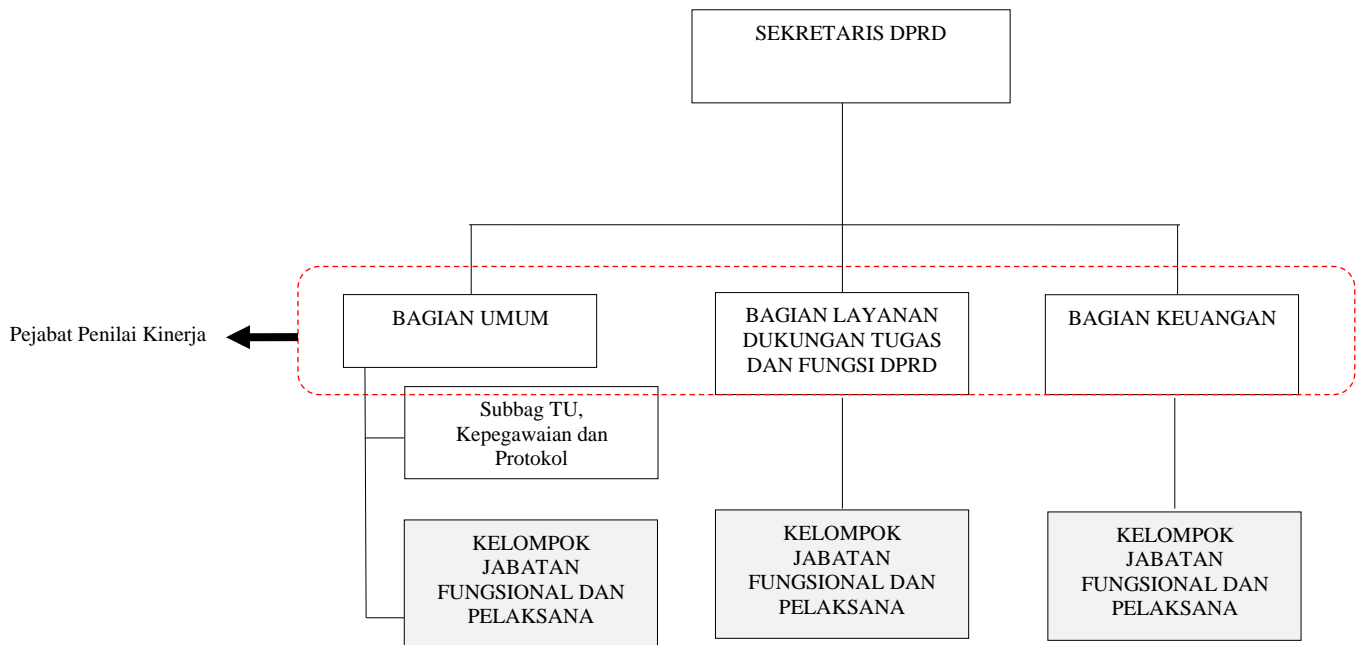 SEKRETARIS DPRD
Pejabat Penilai Kinerja
BAGIAN UMUM
BAGIAN LAYANAN
DUKUNGAN TUGAS
DAN FUNGSI DPRD
BAGIAN KEUANGAN
Subbag TU,
Kepegawaian dan
Protokol
KELOMPOK
JABATAN
FUNGSIONAL DAN
PELAKSANA
KELOMPOK
JABATAN
FUNGSIONAL DAN
PELAKSANA
KELOMPOK
JABATAN
FUNGSIONAL DAN
PELAKSANA